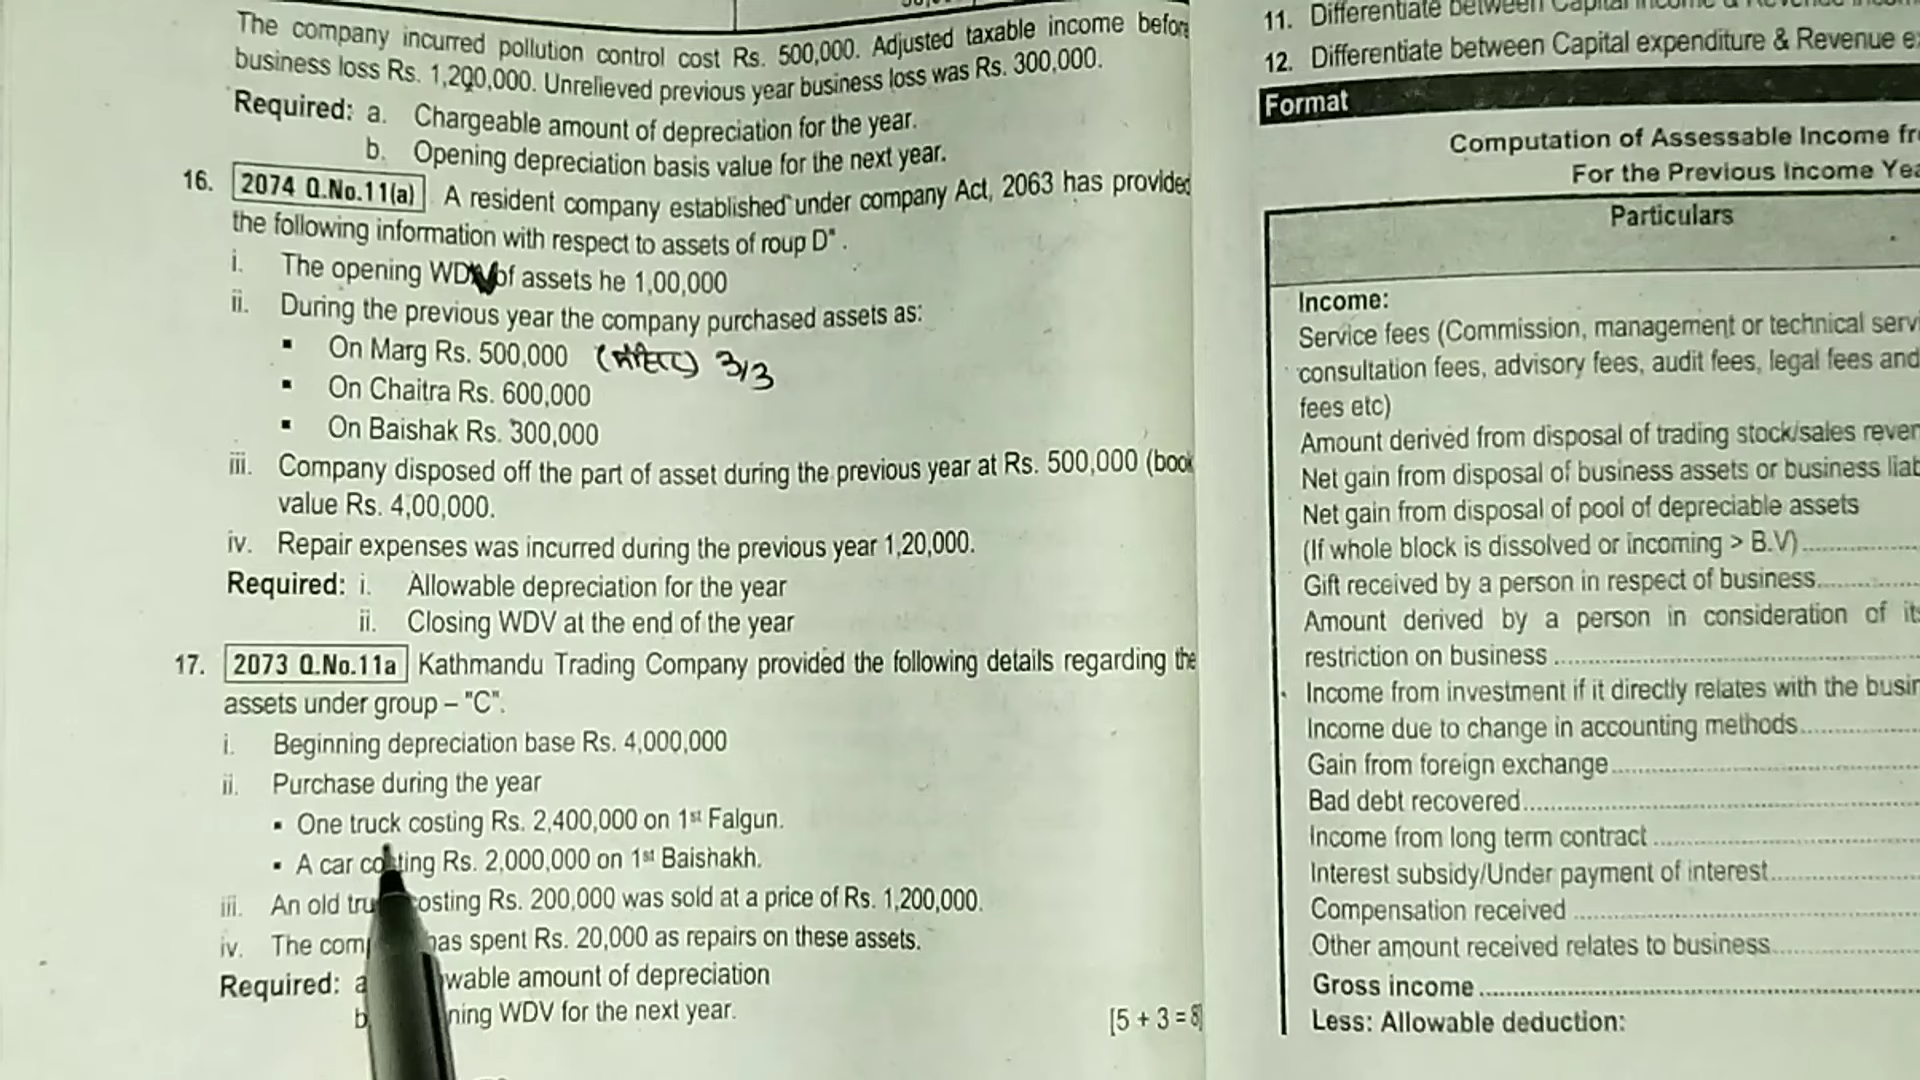 The company incurred pollution control cost Rs. 500,000. Adjusted taxable income before
business loss Rs. 1,200,000. Unrelieved previous year business loss was Rs. 300,000.
Required: a. Chargeable amount of depreciation for the year.
b. Opening depreciation basis value for the next year.
16. 2074 Q.No.11(a) A resident company established under company Act, 2063 has provided
the following information with respect to assets of roup D" .
i. The opening WDV of assets he 1,00,000
ii. During the previous year the company purchased assets as:
▪ On Marg Rs. 500,000 3/3
▪ On Chaitra Rs. 600,000
▪ On Baishak Rs. 300,000
iii. Company disposed off the part of asset during the previous year at Rs. 500,000 (book
value Rs. 4,00,000.
iv. Repair expenses was incurred during the previous year 1,20,000.
Required: i. Allowable depreciation for the year
ii. Closing WDV at the end of the year
17. 2073 Q.No.11a Kathmandu Trading Company provided the following details regarding the
assets under group – "C".
i. Beginning depreciation base Rs. 4,000,000
ii. Purchase during the year
▪ One truck costing Rs. 2,400,000 on 1st Falgun.
▪ A car costing Rs. 2,000,000 on 1st Baishakh.
iii. An old tru osting Rs. 200,000 was sold at a price of Rs. 1,200,000.
iv. The comp has spent Rs. 20,000 as repairs on these assets.
Required: a wable amount of depreciation
b ning WDV for the next year.
[5 + 3 = 8]
11. Differentiate between Capital
12. Differentiate between Capital expenditure & Revenue e
Format
Computation of Assessable Income fr
For the Previous Income Yea
Particulars
Income:
Service fees (Commission, management or technical servi
consultation fees, advisory fees, audit fees, legal fees and
fees etc)
Amount derived from disposal of trading stock/sales reven
Net gain from disposal of business assets or business liab
Net gain from disposal of pool of depreciable assets
(If whole block is dissolved or incoming > B.V)
Gift received by a person in respect of business
Amount derived by a person in consideration of its
restriction on business
Income from investment if it directly relates with the busin
Income due to change in accounting methods
Gain from foreign exchange
Bad debt recovered
Income from long term contract
Interest subsidy/Under payment of interest
Compensation received
Other amount received relates to business
Gross income
Less: Allowable deduction: